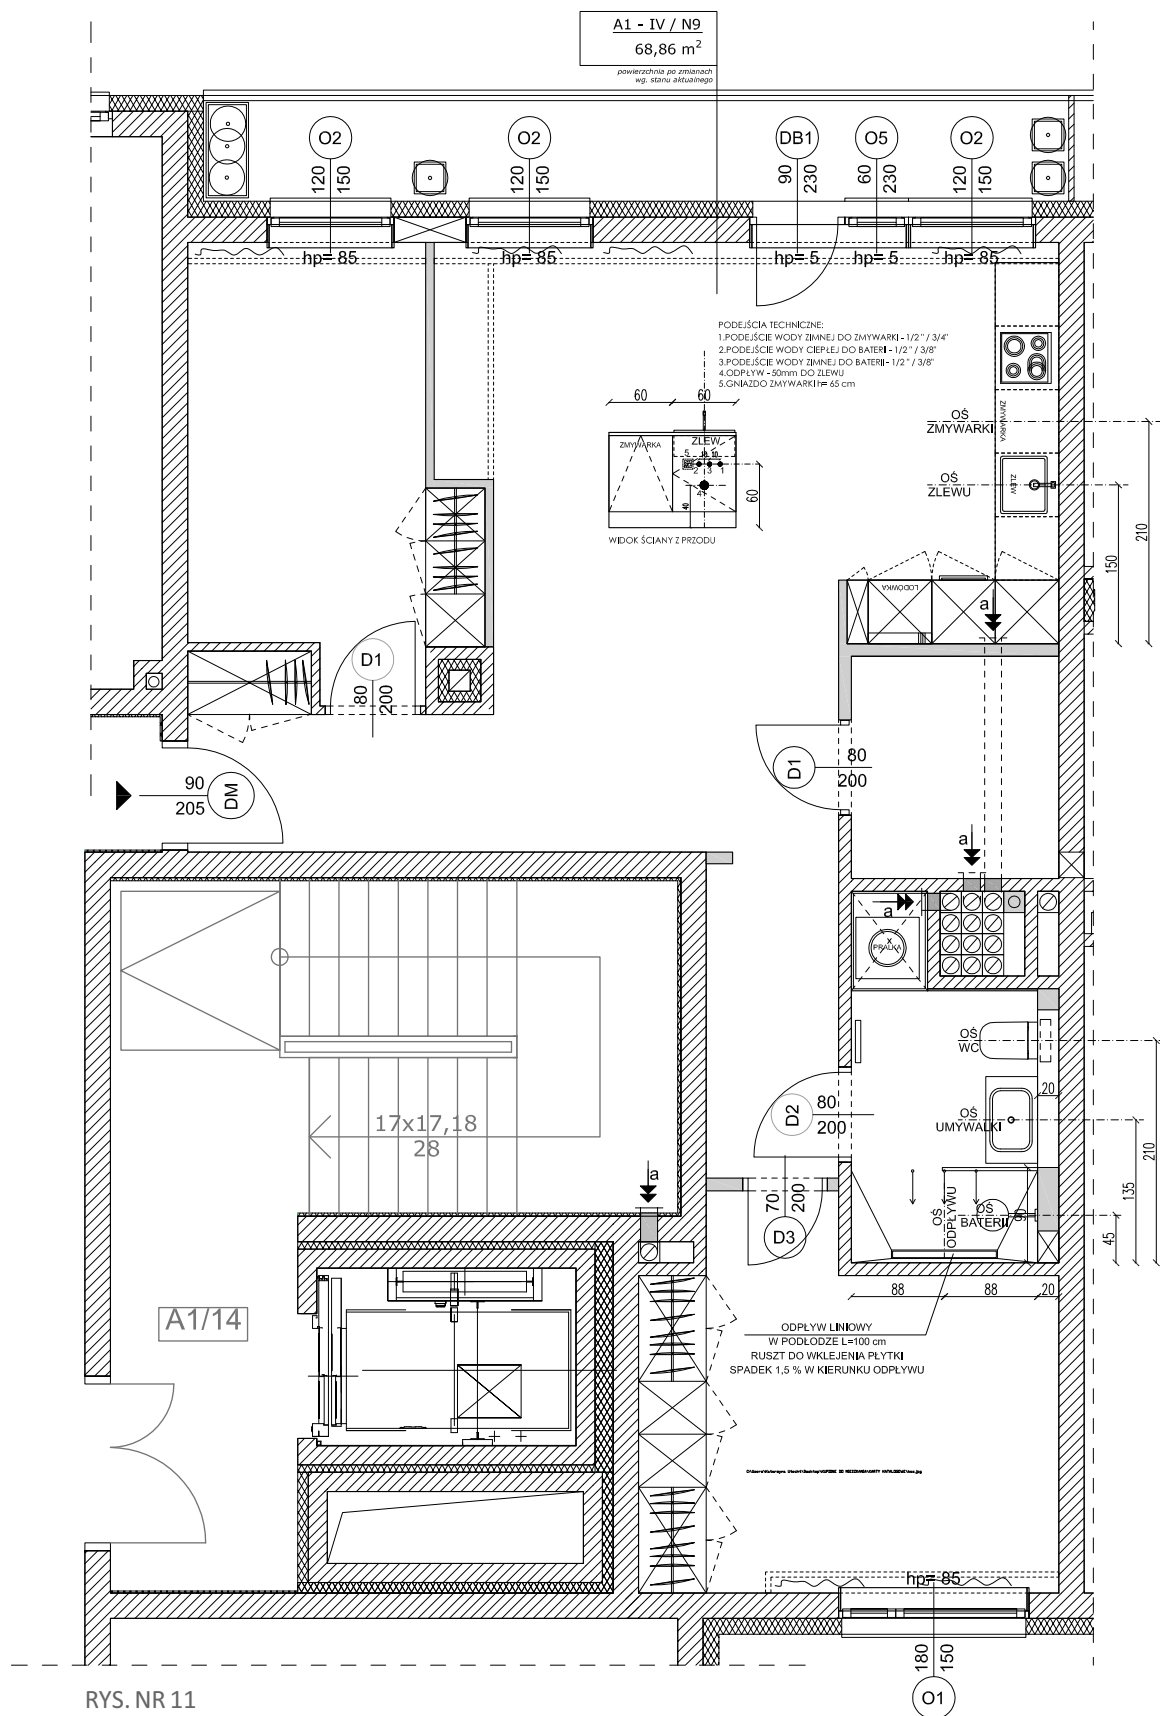 A1 - IV / N9
68,86 m²
powierzchnia po zmianach
wg. stanu aktualnego
O2
120
150
O2
120
150
DB1
90
230
O5
60
230
O2
120
150
hp= 85
hp= 85
hp= 5
hp= 5
hp= 85
PODEJŚCIA TECHNICZNE:
1.PODEJŚCIE WODY ZIMNEJ DO ZMYWARKI - 1/2" / 3/4"
2.PODEJŚCIE WODY CIEPŁEJ DO BATERII - 1/2" / 3/8"
3.PODEJŚCIE WODY ZIMNEJ DO BATERII - 1/2" / 3/8"
4.ODPŁYW - 50mm DO ZLEWU
5.GNIAZDO ZMYWARKI h= 65 cm
60
60
ZMYWARKA
ZLEW
5
10
2
3
1
4
40
60
WIDOK ŚCIANY Z PRZODU
OŚ
ZMYWARKI
ZMYWARKA
OŚ
ZLEWU
ZLEW
210
150
LODÓWKA
a
D1
80
200
D1
80
200
90
205
DM
a
a
X
PRALKA
OŚ
WC
20
OŚ
UMYWALKI
D2
80
200
17x17,18
28
a
70
200
D3
OŚ
ODPŁYWU
OŚ
BATERII
90
45
135
210
88
88
20
A1/14
ODPŁYW LINIOWY
W PODŁODZE L=100 cm
RUSZT DO WKLEJENIA PŁYTKI
SPADEK 1,5 % W KIERUNKU ODPŁYWU
hp= 85
180
150
O1
RYS. NR 11